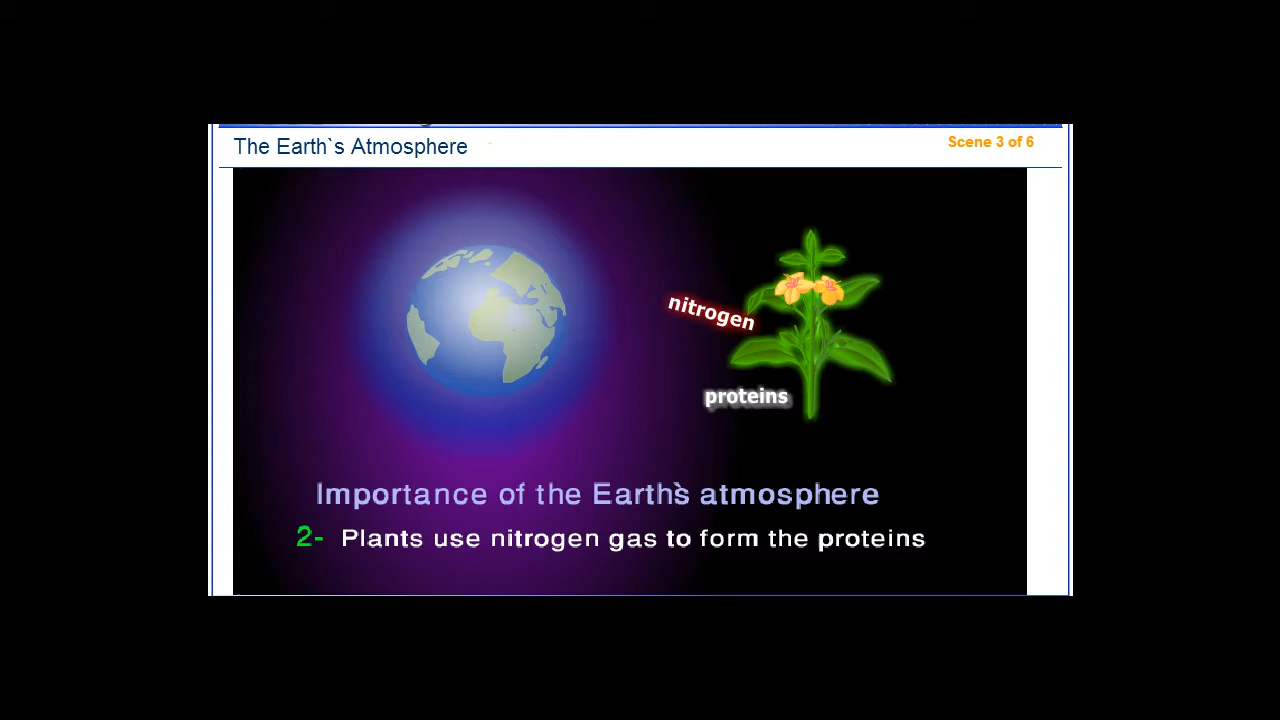 The Earth`s Atmosphere
Scene 3 of 6
nitrogen
proteins
Importance of the Earth`s atmosphere
2- Plants use nitrogen gas to form the proteins